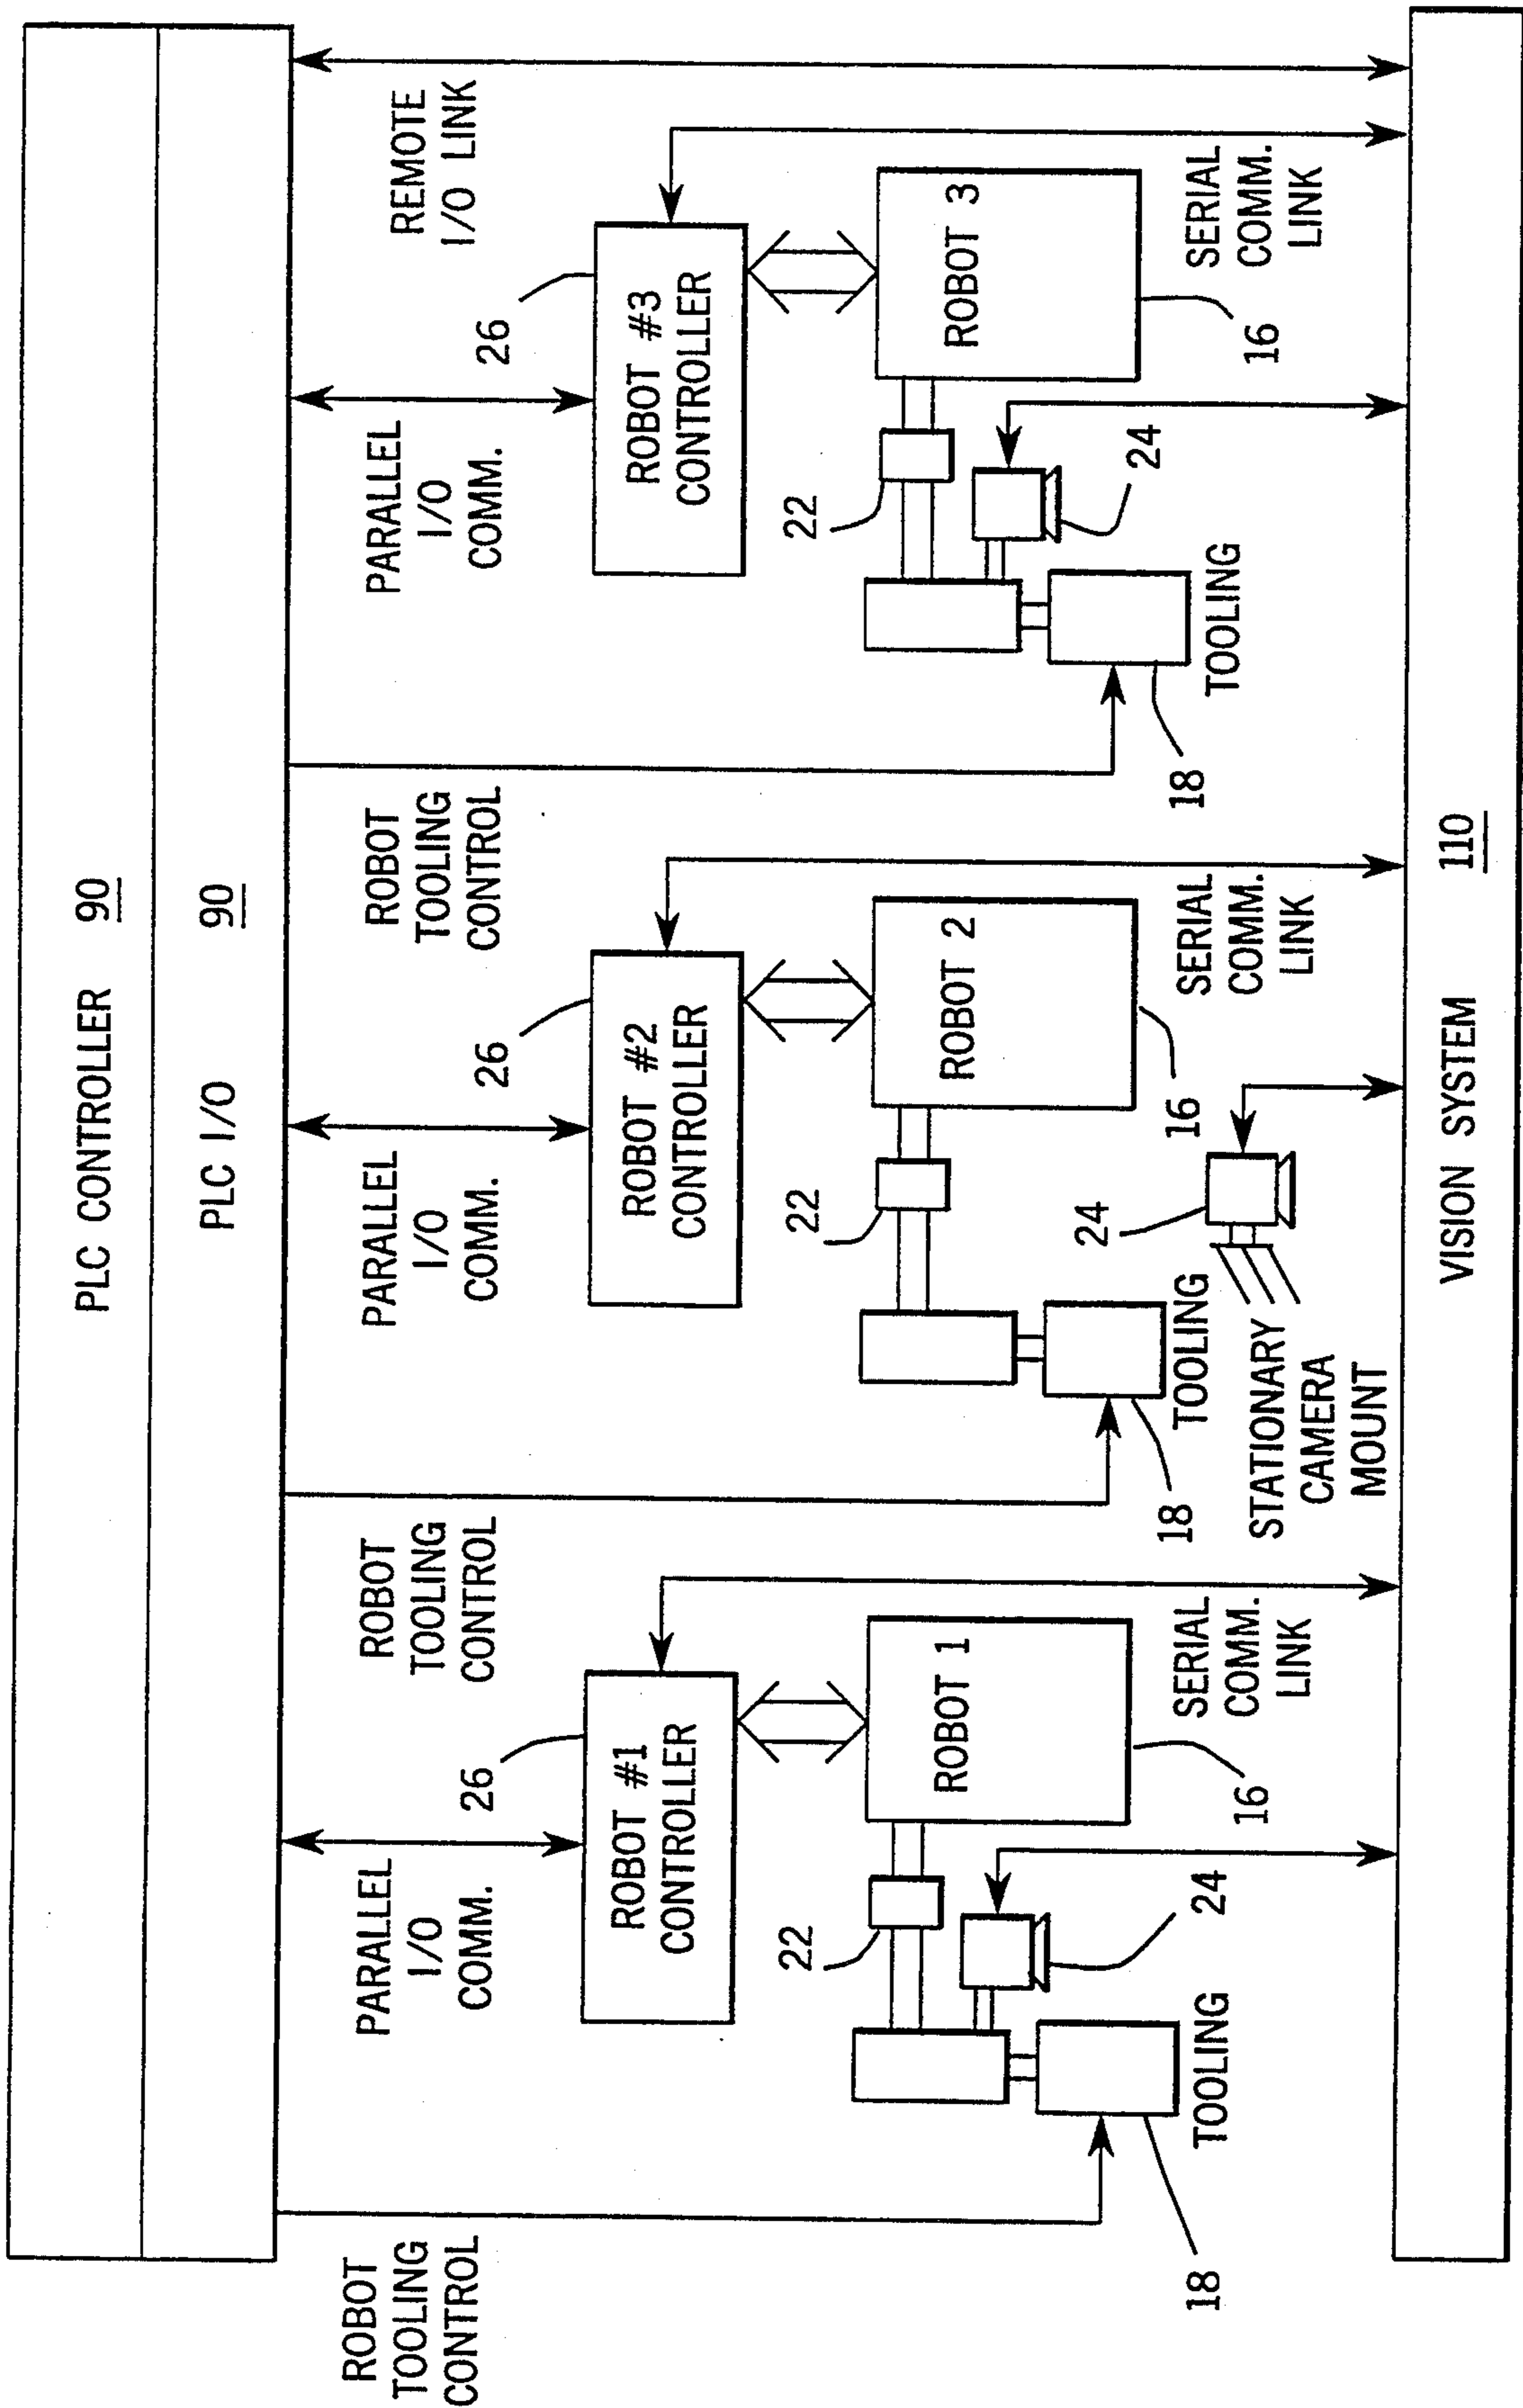 PLC CONTROLLER 90
PLC I/O 90
ROBOT
TOOLING
CONTROL
PARALLEL
I/O
COMM.
26
ROBOT #1
CONTROLLER
ROBOT 1
16
22
24
TOOLING
18
SERIAL
COMM.
LINK
ROBOT
TOOLING
CONTROL
PARALLEL
I/O
COMM.
26
ROBOT #2
CONTROLLER
ROBOT 2
16
22
24
TOOLING
18
STATIONARY
CAMERA
MOUNT
SERIAL
COMM.
LINK
ROBOT
TOOLING
CONTROL
PARALLEL
I/O
COMM.
26
ROBOT #3
CONTROLLER
ROBOT 3
16
22
24
TOOLING
18
SERIAL
COMM.
LINK
REMOTE
I/O LINK
VISION SYSTEM 110